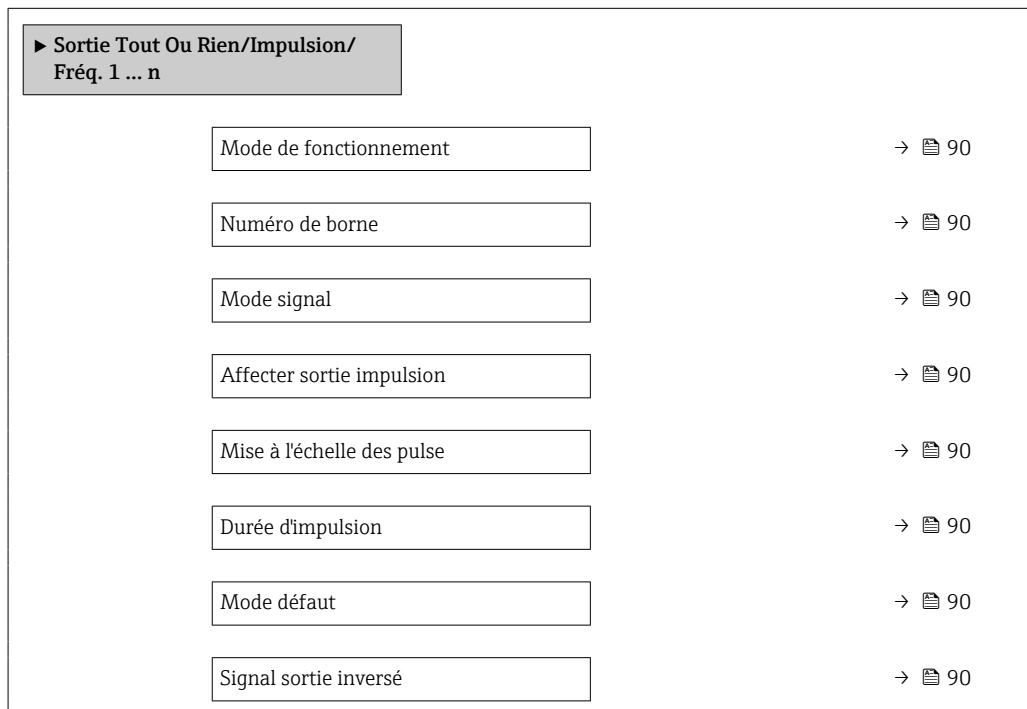 ▶ Sortie Tout Ou Rien/Impulsion/
Fréq. 1 ... n
Mode de fonctionnement → 90
Numéro de borne → 90
Mode signal → 90
Affecter sortie impulsion → 90
Mise à l'échelle des pulse → 90
Durée d'impulsion → 90
Mode défaut → 90
Signal sortie inversé → 90